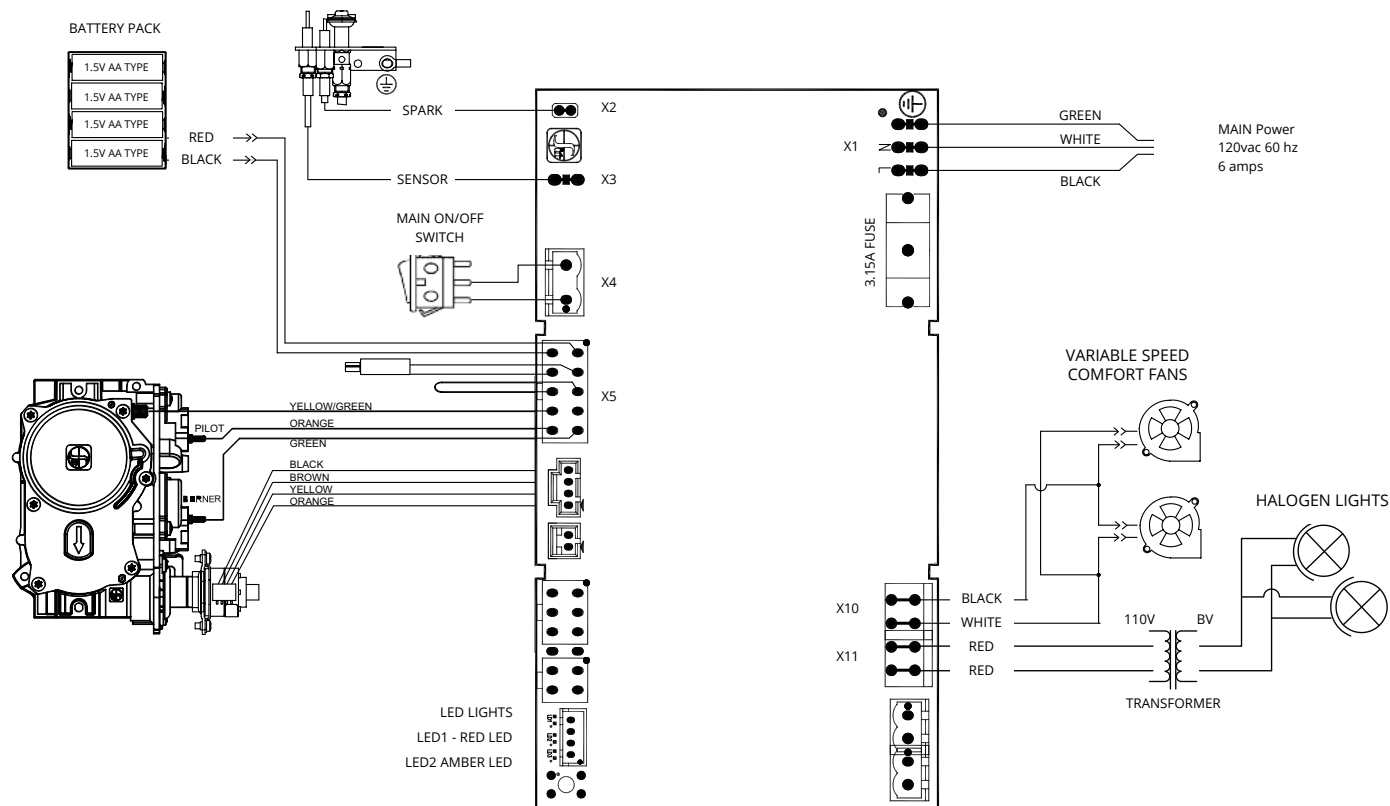 BATTERY PACK
1.5V AA TYPE
1.5V AA TYPE
1.5V AA TYPE
1.5V AA TYPE
RED
BLACK
SPARK
X2
SENSOR
X3
MAIN ON/OFF
SWITCH
X4
X5
YELLOW/GREEN
PILOT
ORANGE
GREEN
BLACK
BROWN
YELLOW
ORANGE
BURNER
LED LIGHTS
LED1 - RED LED
LED2 AMBER LED
GREEN
WHITE
BLACK
X1
N
L
MAIN Power
120vac 60 hz
6 amps
3.15A FUSE
VARIABLE SPEED
COMFORT FANS
HALOGEN LIGHTS
X10
BLACK
WHITE
X11
RED
RED
110V
BV
TRANSFORMER